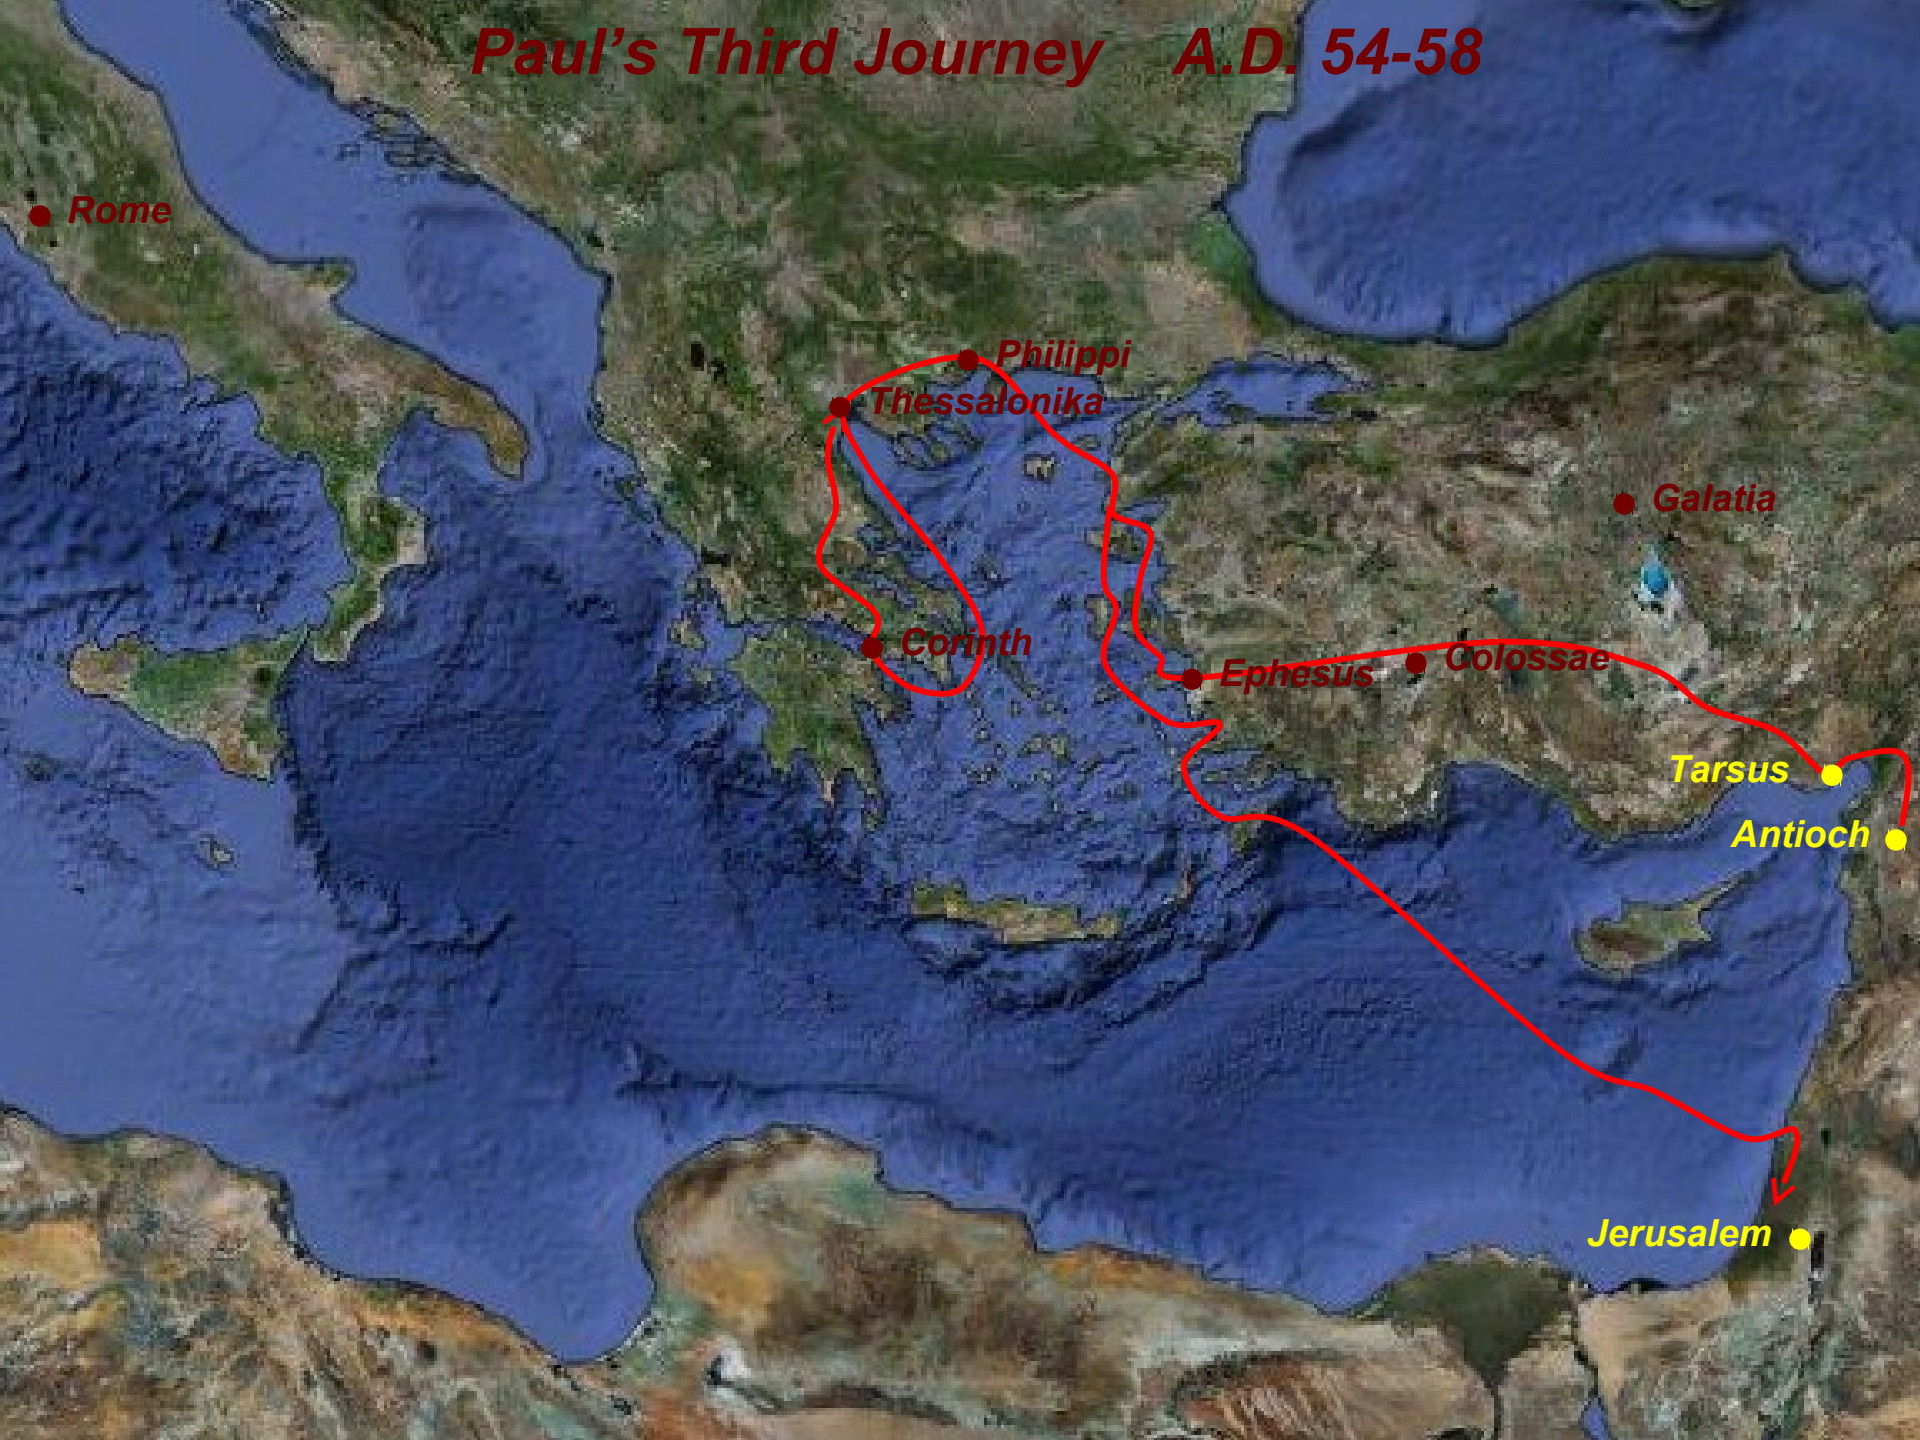 Paul’s Third Journey A.D. 54-58
Rome
Philippi
Thessalonika
Galatia
Corinth
Ephesus
Colossae
Tarsus
Antioch
Jerusalem